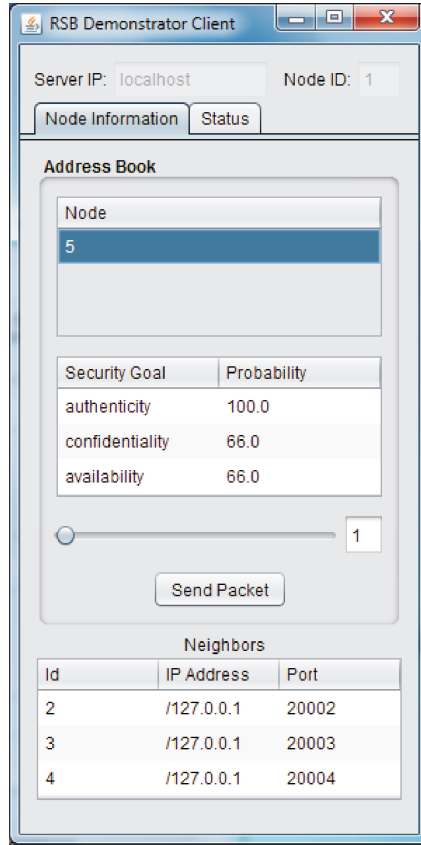 RSB Demonstrator Client
Server IP: localhost Node ID: 1
Node Information Status
Address Book
Node
5
Security Goal Probability
authenticity 100.0
confidentiality 66.0
availability 66.0
1
Send Packet
Neighbors
Id IP Address Port
2 /127.0.0.1 20002
3 /127.0.0.1 20003
4 /127.0.0.1 20004